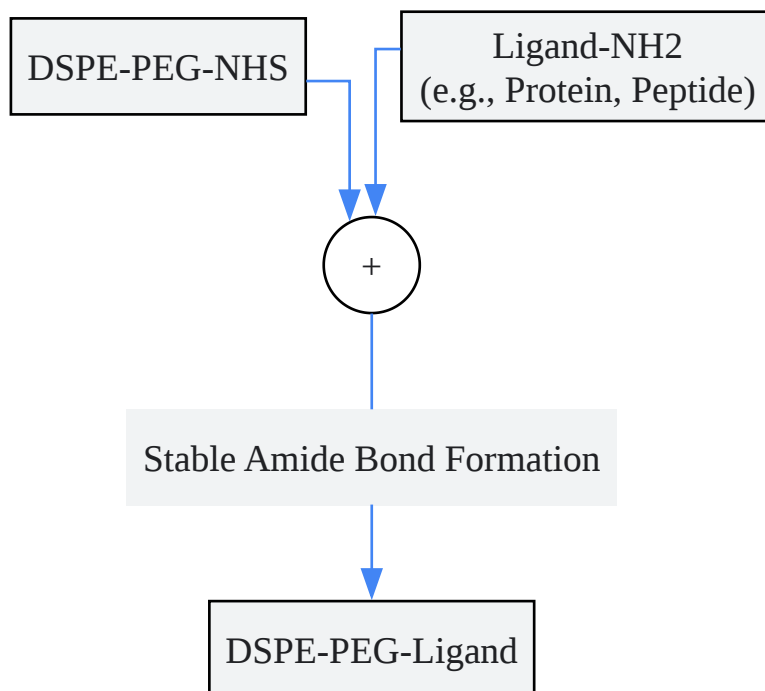 DSPE-PEG-NHS
Ligand-NH2
(e.g., Protein, Peptide)
+
Stable Amide Bond Formation
DSPE-PEG-Ligand